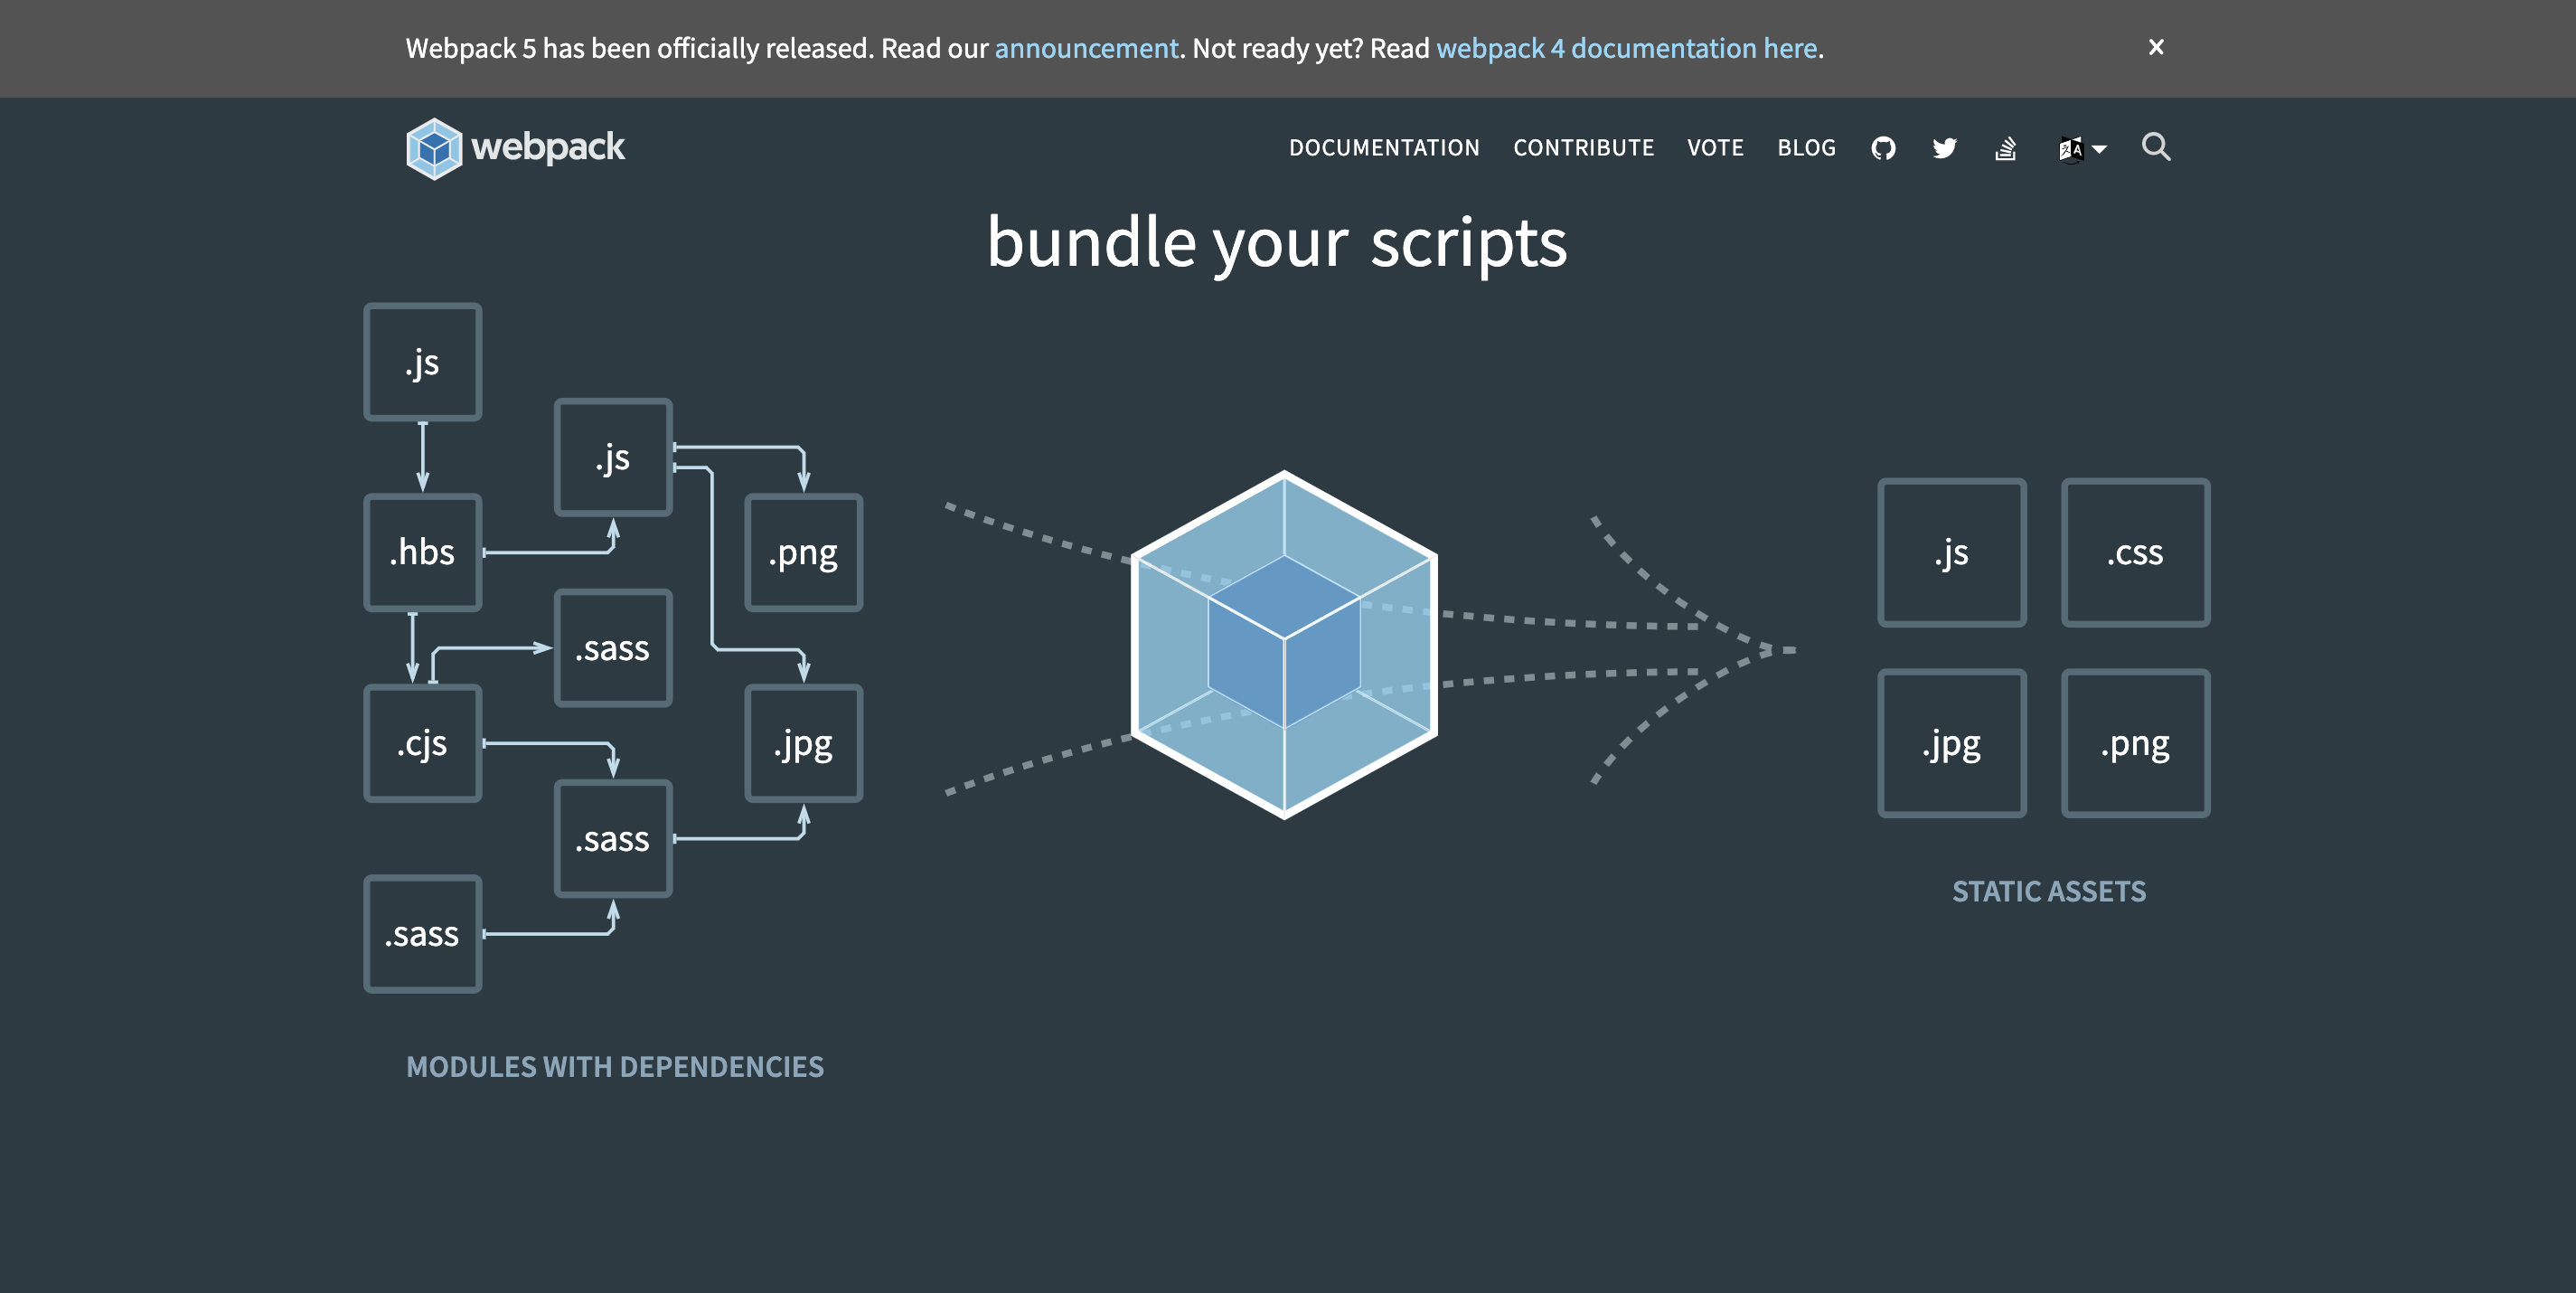 Webpack 5 has been officially released. Read our announcement. Not ready yet? Read webpack 4 documentation here.
webpack
DOCUMENTATION CONTRIBUTE VOTE BLOG
bundle your scripts
.js
.js
.hbs
.png
.sass
.cjs
.jpg
.sass
.sass
MODULES WITH DEPENDENCIES
.js .css
.jpg .png
STATIC ASSETS